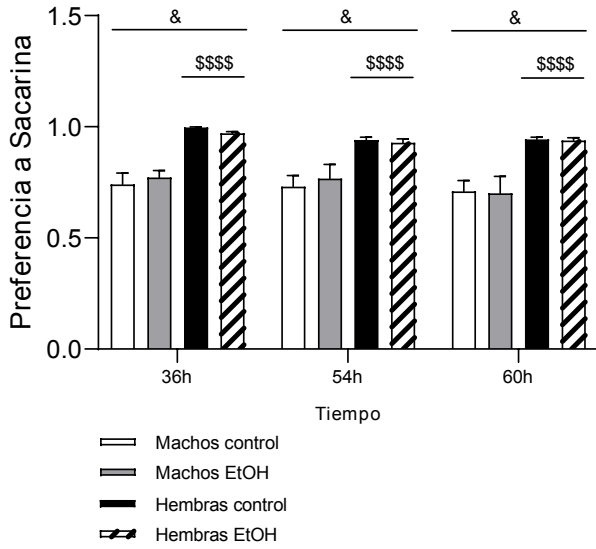 1.5
&
&
&
$$$$
$$$$
$$$$
1.0
0.5
0.0
Preferencia a Sacarina
36h
54h
60h
Tiempo
Machos control
Machos EtOH
Hembras control
Hembras EtOH